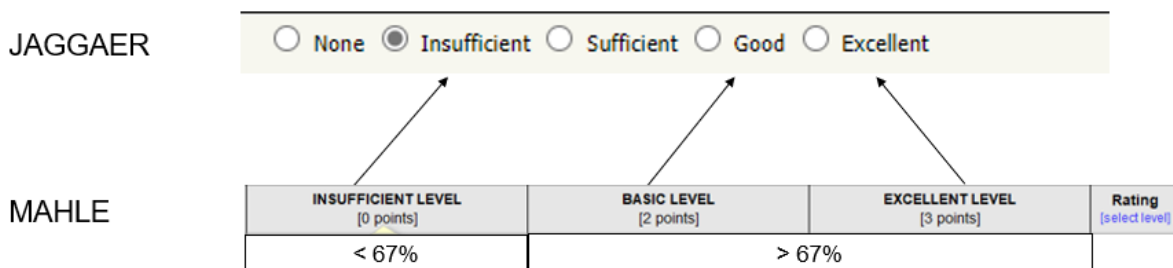 JAGGAER
None Insufficient Sufficient Good Excellent
MAHLE
INSUFFICIENT LEVEL
[0 points]
BASIC LEVEL
[2 points]
EXCELLENT LEVEL
[3 points]
Rating
[select level]
< 67%
> 67%